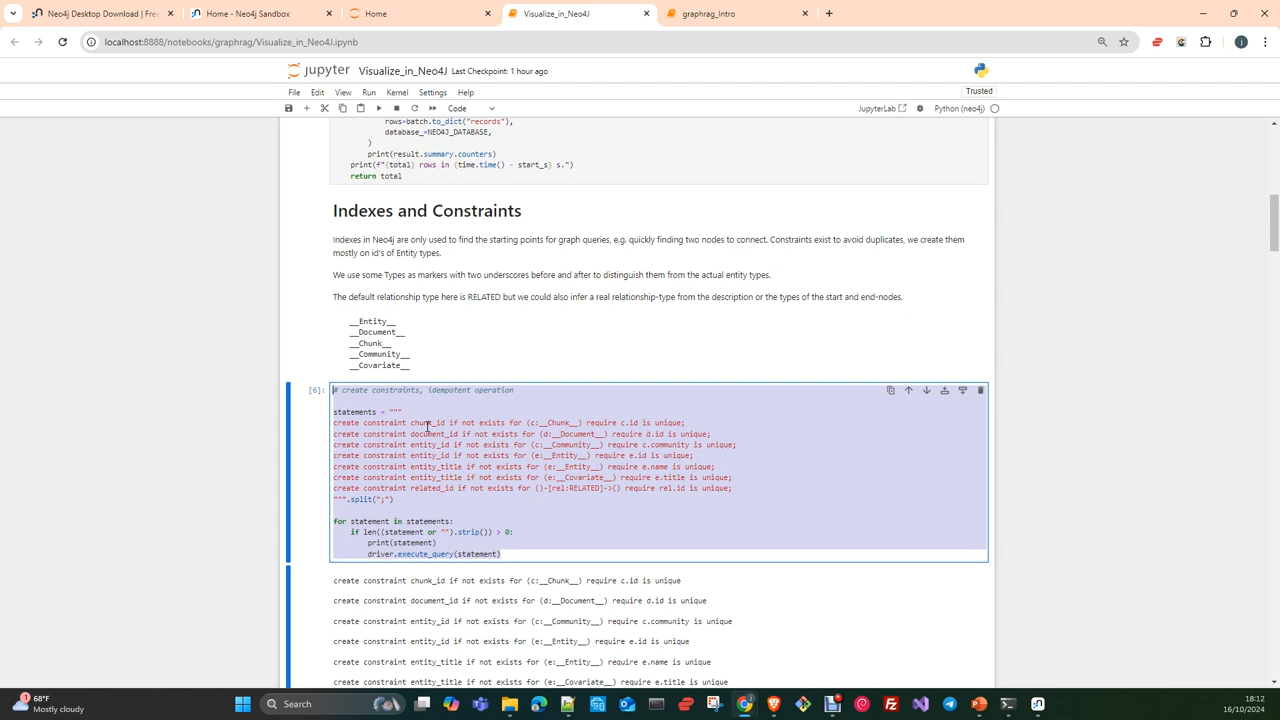 Neo4j Desktop Download | Free
Home - Neo4j Sandbox
Home
Visualize_in_Neo4J
graphrag_Intro
localhost:8888/notebooks/graphrag/Visualize_in_Neo4J.ipynb
jupyter Visualize_in_Neo4J Last Checkpoint: 1 hour ago
File Edit View Run Kernel Settings Help
Trusted
Code
JupyterLab
Python (neo4j)
rows=batch.to_dict("records"),
database_=NEO4J_DATABASE,
)
print(result.summary.counters)
print(f"{total} rows in {time.time() - start_s} s.")
return total
Indexes and Constraints
Indexes in Neo4j are only used to find the starting points for graph queries, e.g. quickly finding two nodes to connect. Constraints exist to avoid duplicates, we create them
mostly on id's of Entity types.
We use some Types as markers with two underscores before and after to distinguish them from the actual entity types.
The default relationship type here is RELATED but we could also infer a real relationship-type from the description or the types of the start and end-nodes.
__Entity__
__Document__
__Chunk__
__Community__
__Covariate__
[6]:
# create constraints, idempotent operation
statements = """
create constraint chunk_id if not exists for (c:__Chunk__) require c.id is unique;
create constraint document_id if not exists for (d:__Document__) require d.id is unique;
create constraint entity_id if not exists for (c:__Community__) require c.community is unique;
create constraint entity_id if not exists for (e:__Entity__) require e.id is unique;
create constraint entity_title if not exists for (e:__Entity__) require e.name is unique;
create constraint entity_title if not exists for (e:__Covariate__) require e.title is unique;
create constraint related_id if not exists for ()-[rel:RELATED]->() require rel.id is unique;
""".split(";")
for statement in statements:
if len((statement or "").strip()) > 0:
print(statement)
driver.execute_query(statement)
create constraint chunk_id if not exists for (c:__Chunk__) require c.id is unique
create constraint document_id if not exists for (d:__Document__) require d.id is unique
create constraint entity_id if not exists for (c:__Community__) require c.community is unique
create constraint entity_id if not exists for (e:__Entity__) require e.id is unique
create constraint entity_title if not exists for (e:__Entity__) require e.name is unique
create constraint entity_title if not exists for (e:__Covariate__) require e.title is unique
68°F
Mostly cloudy
Search
18:12
16/10/2024